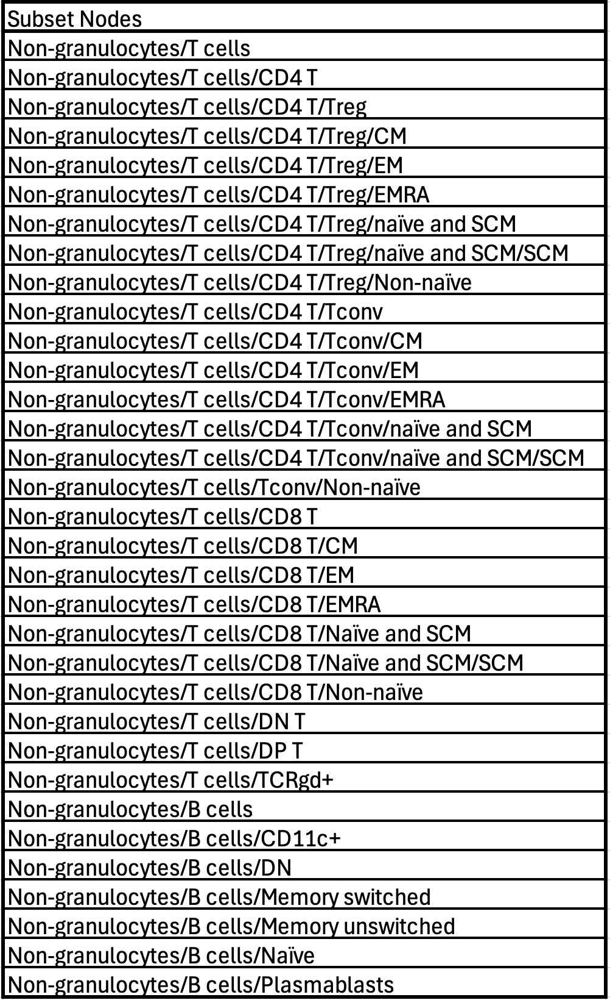 Subset Nodes
Non-granulocytes/T cells
Non-granulocytes/T cells/CD4 T
Non-granulocytes/T cells/CD4 T/Treg
Non-granulocytes/T cells/CD4 T/Treg/CM
Non-granulocytes/T cells/CD4 T/Treg/EM
Non-granulocytes/T cells/CD4 T/Treg/EMRA
Non-granulocytes/T cells/CD4 T/Treg/naïve and SCM
Non-granulocytes/T cells/CD4 T/Treg/naïve and SCM/SCM
Non-granulocytes/T cells/CD4 T/Treg/Non-naïve
Non-granulocytes/T cells/CD4 T/Tconv
Non-granulocytes/T cells/CD4 T/Tconv/CM
Non-granulocytes/T cells/CD4 T/Tconv/EM
Non-granulocytes/T cells/CD4 T/Tconv/EMRA
Non-granulocytes/T cells/CD4 T/Tconv/naïve and SCM
Non-granulocytes/T cells/CD4 T/Tconv/naïve and SCM/SCM
Non-granulocytes/T cells/Tconv/Non-naïve
Non-granulocytes/T cells/CD8 T
Non-granulocytes/T cells/CD8 T/CM
Non-granulocytes/T cells/CD8 T/EM
Non-granulocytes/T cells/CD8 T/EMRA
Non-granulocytes/T cells/CD8 T/Naïve and SCM
Non-granulocytes/T cells/CD8 T/Naïve and SCM/SCM
Non-granulocytes/T cells/CD8 T/Non-naïve
Non-granulocytes/T cells/DN T
Non-granulocytes/T cells/DP T
Non-granulocytes/T cells/TCRgd+
Non-granulocytes/B cells
Non-granulocytes/B cells/CD11c+
Non-granulocytes/B cells/DN
Non-granulocytes/B cells/Memory switched
Non-granulocytes/B cells/Memory unswitched
Non-granulocytes/B cells/Naïve
Non-granulocytes/B cells/Plasmablasts